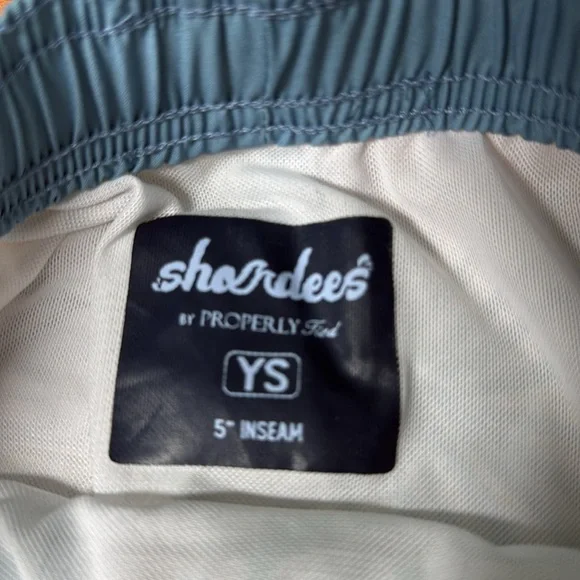 shordees
BY PROPERLY Tied
YS
5" INSEAM